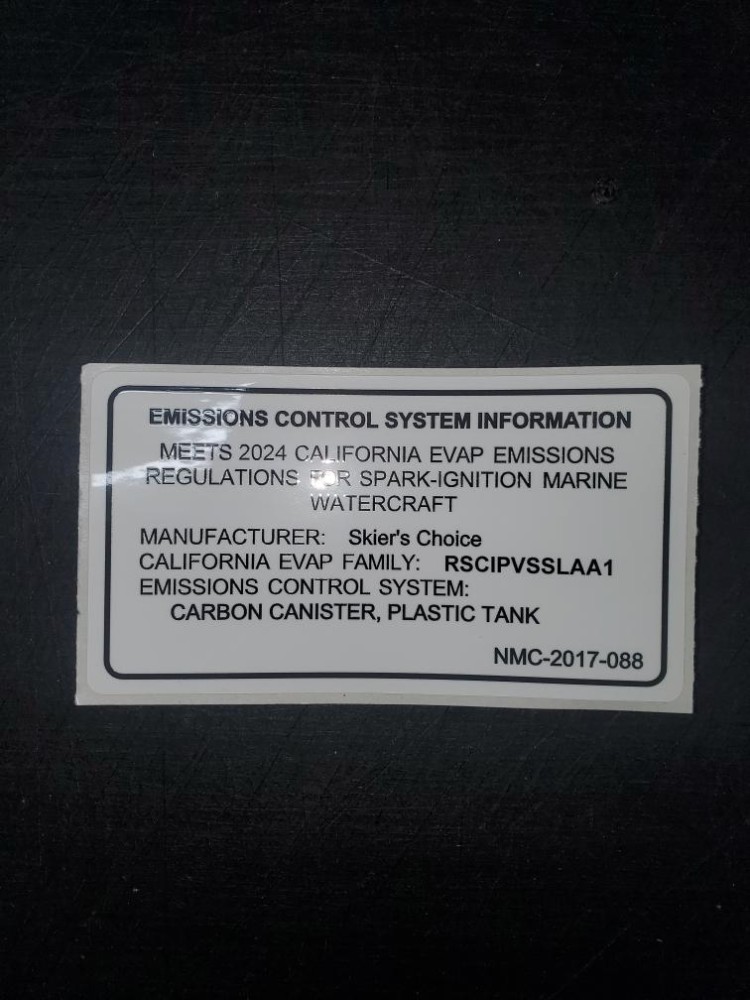 EMISSIONS CONTROL SYSTEM INFORMATION
MEETS 2024 CALIFORNIA EVAP EMISSIONS
REGULATIONS FOR SPARK-IGNITION MARINE
WATERCRAFT
MANUFACTURER: Skier's Choice
CALIFORNIA EVAP FAMILY: RSCIPVSSLAA1
EMISSIONS CONTROL SYSTEM:
CARBON CANISTER, PLASTIC TANK
NMC-2017-088